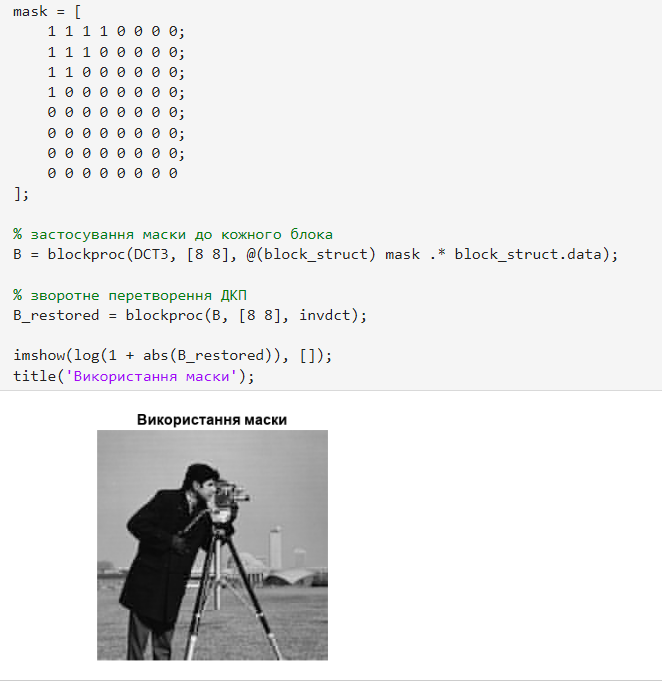 mask = [
    1 1 1 1 0 0 0 0;
    1 1 1 0 0 0 0 0;
    1 1 0 0 0 0 0 0;
    1 0 0 0 0 0 0 0;
    0 0 0 0 0 0 0 0;
    0 0 0 0 0 0 0 0;
    0 0 0 0 0 0 0 0;
    0 0 0 0 0 0 0 0
];
% застосування маски до кожного блока
B = blockproc(DCT3, [8 8], @(block_struct) mask .* block_struct.data);
% зворотне перетворення ДКП
B_restored = blockproc(B, [8 8], invdct);
imshow(log(1 + abs(B_restored)), []);
title('Використання маски');
Використання маски